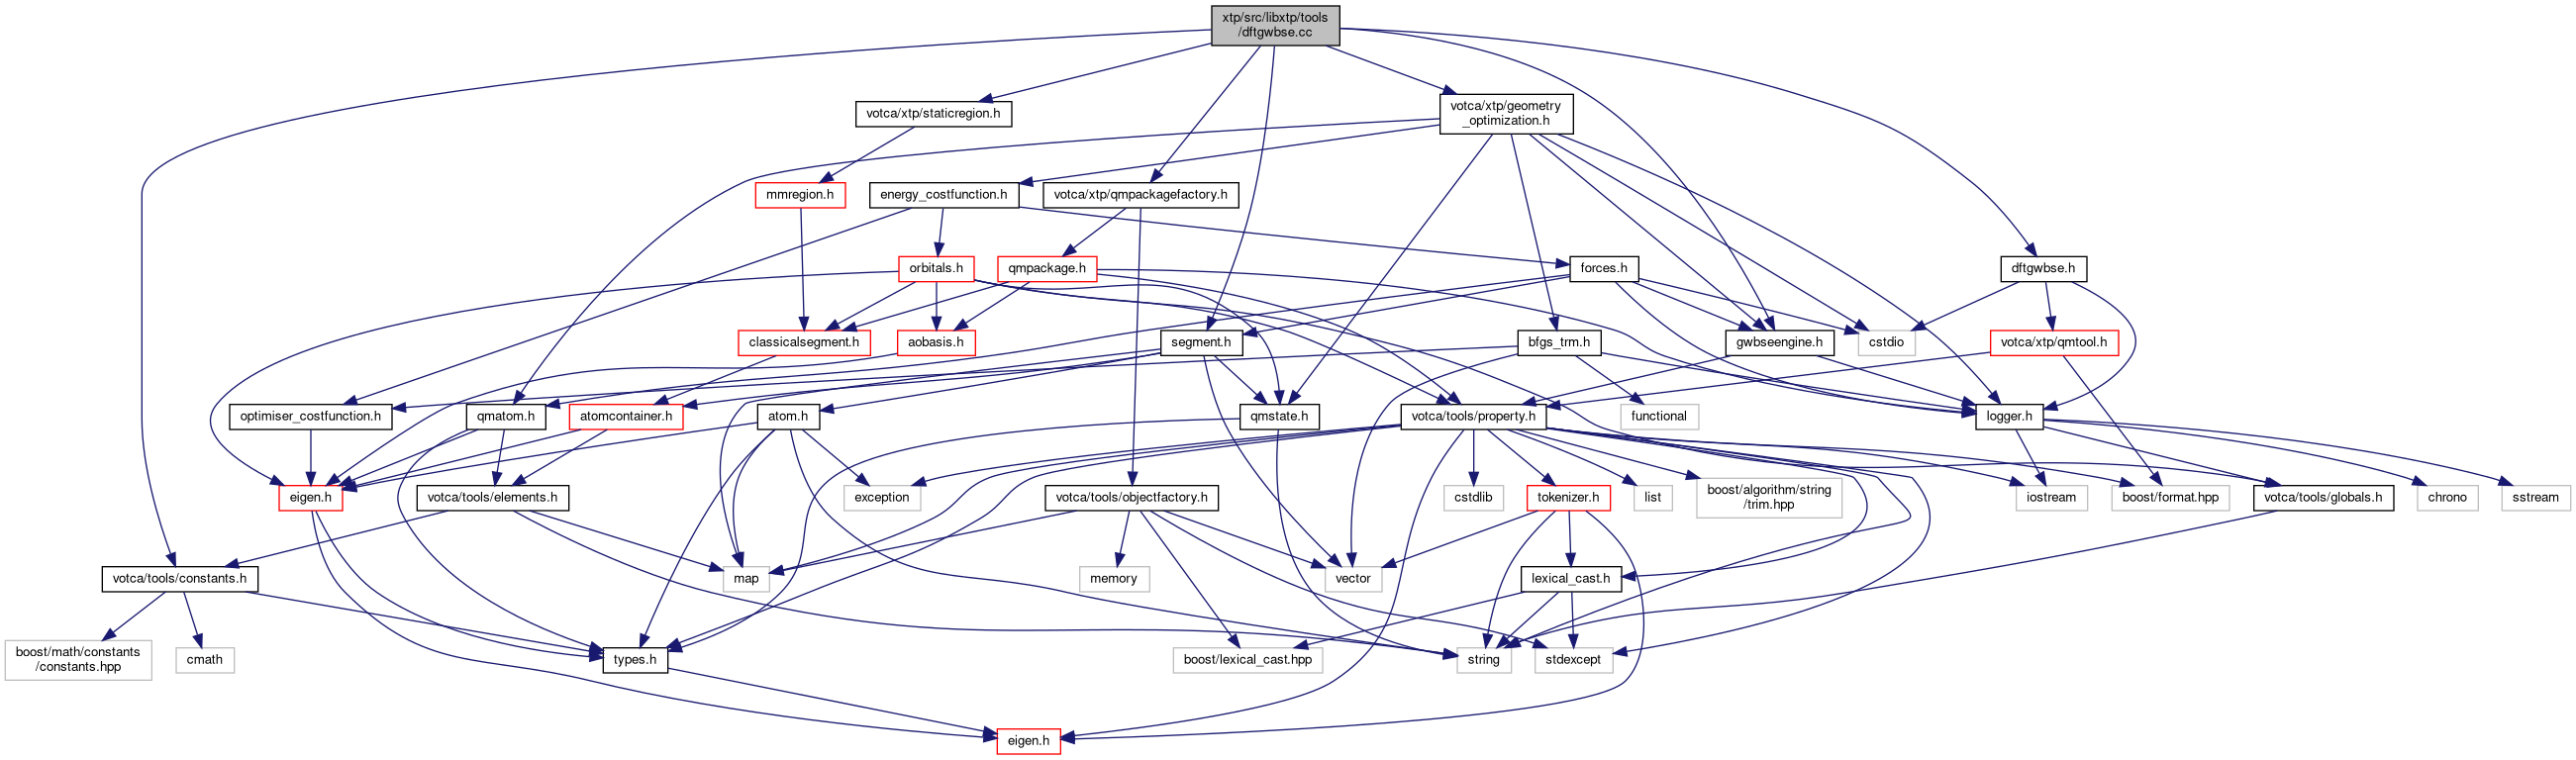 xtp/src/libxtp/tools
/dftgwbse.cc
votca/xtp/staticregion.h
votca/xtp/geometry
_optimization.h
mmregion.h
energy_costfunction.h
votca/xtp/qmpackagefactory.h
orbitals.h
qmpackage.h
forces.h
dftgwbse.h
classicalsegment.h
aobasis.h
segment.h
bfgs_trm.h
gwbseengine.h
cstdio
votca/xtp/qmtool.h
optimiser_costfunction.h
qmatom.h
atomcontainer.h
atom.h
qmstate.h
votca/tools/property.h
functional
logger.h
eigen.h
votca/tools/elements.h
exception
votca/tools/objectfactory.h
cstdlib
tokenizer.h
list
boost/algorithm/string
/trim.hpp
iostream
boost/format.hpp
votca/tools/globals.h
chrono
sstream
votca/tools/constants.h
map
memory
vector
lexical_cast.h
boost/math/constants
/constants.hpp
cmath
types.h
boost/lexical_cast.hpp
string
stdexcept
eigen.h